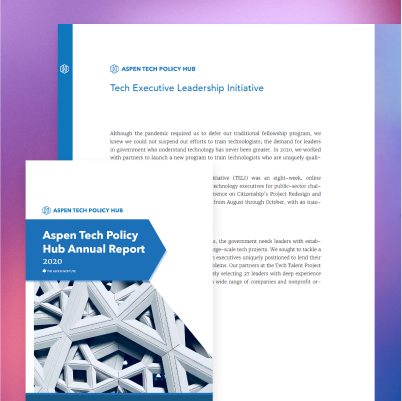 ASPEN TECH POLICY HUB
Tech Executive Leadership Initiative
Although the pandemic required us to defer our traditional fellowship program, we
knew we could not suspend our efforts to train technologists; the demand for leaders
in government who understand technology has never been greater. In 2020, we worked
with partners to launch a new program to train technologists who are uniquely quali-
itiative (TELI) was an eight-week, online
echnology executives for public-sector chal-
erence on Citizenship's Project Redesign and
from August through October, with an inau-
s, the government needs leaders with estab-
rge-scale tech projects. We sought to tackle a
n executives uniquely positioned to lend their
blems. Our partners at the Tech Talent Project
ely selecting 27 leaders with deep experience
a wide range of companies and nonprofit or-
ASPEN TECH POLICY HUB
Aspen Tech Policy
Hub Annual Report
2020
THE ASPEN INSTITUTE